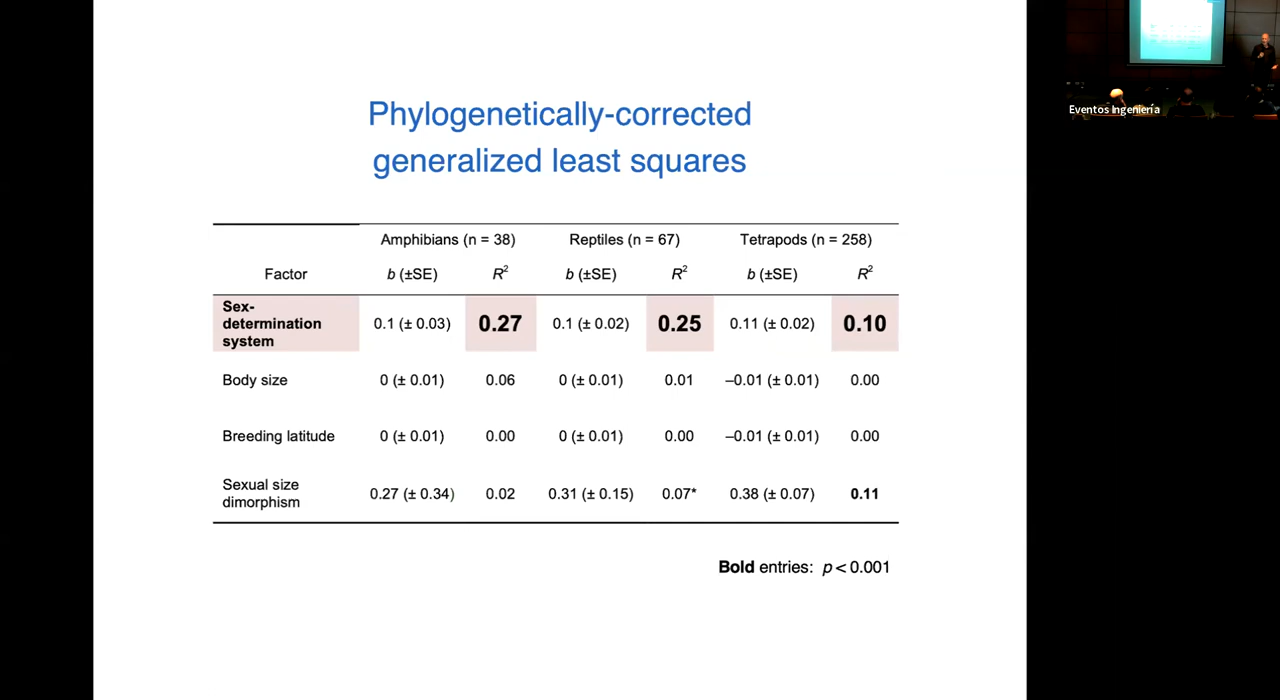 Phylogenetically-corrected
generalized least squares
Eventos Ingeniería
Amphibians (n = 38) Reptiles (n = 67) Tetrapods (n = 258)
Factor b (±SE) R² b (±SE) R² b (±SE) R²
Sex-
determination
system
0.1 (± 0.03) 0.27 0.1 (± 0.02) 0.25 0.11 (± 0.02) 0.10
Body size 0 (± 0.01) 0.06 0 (± 0.01) 0.01 –0.01 (± 0.01) 0.00
Breeding latitude 0 (± 0.01) 0.00 0 (± 0.01) 0.00 –0.01 (± 0.01) 0.00
Sexual size
dimorphism
0.27 (± 0.34) 0.02 0.31 (± 0.15) 0.07* 0.38 (± 0.07) 0.11
Bold entries: p < 0.001